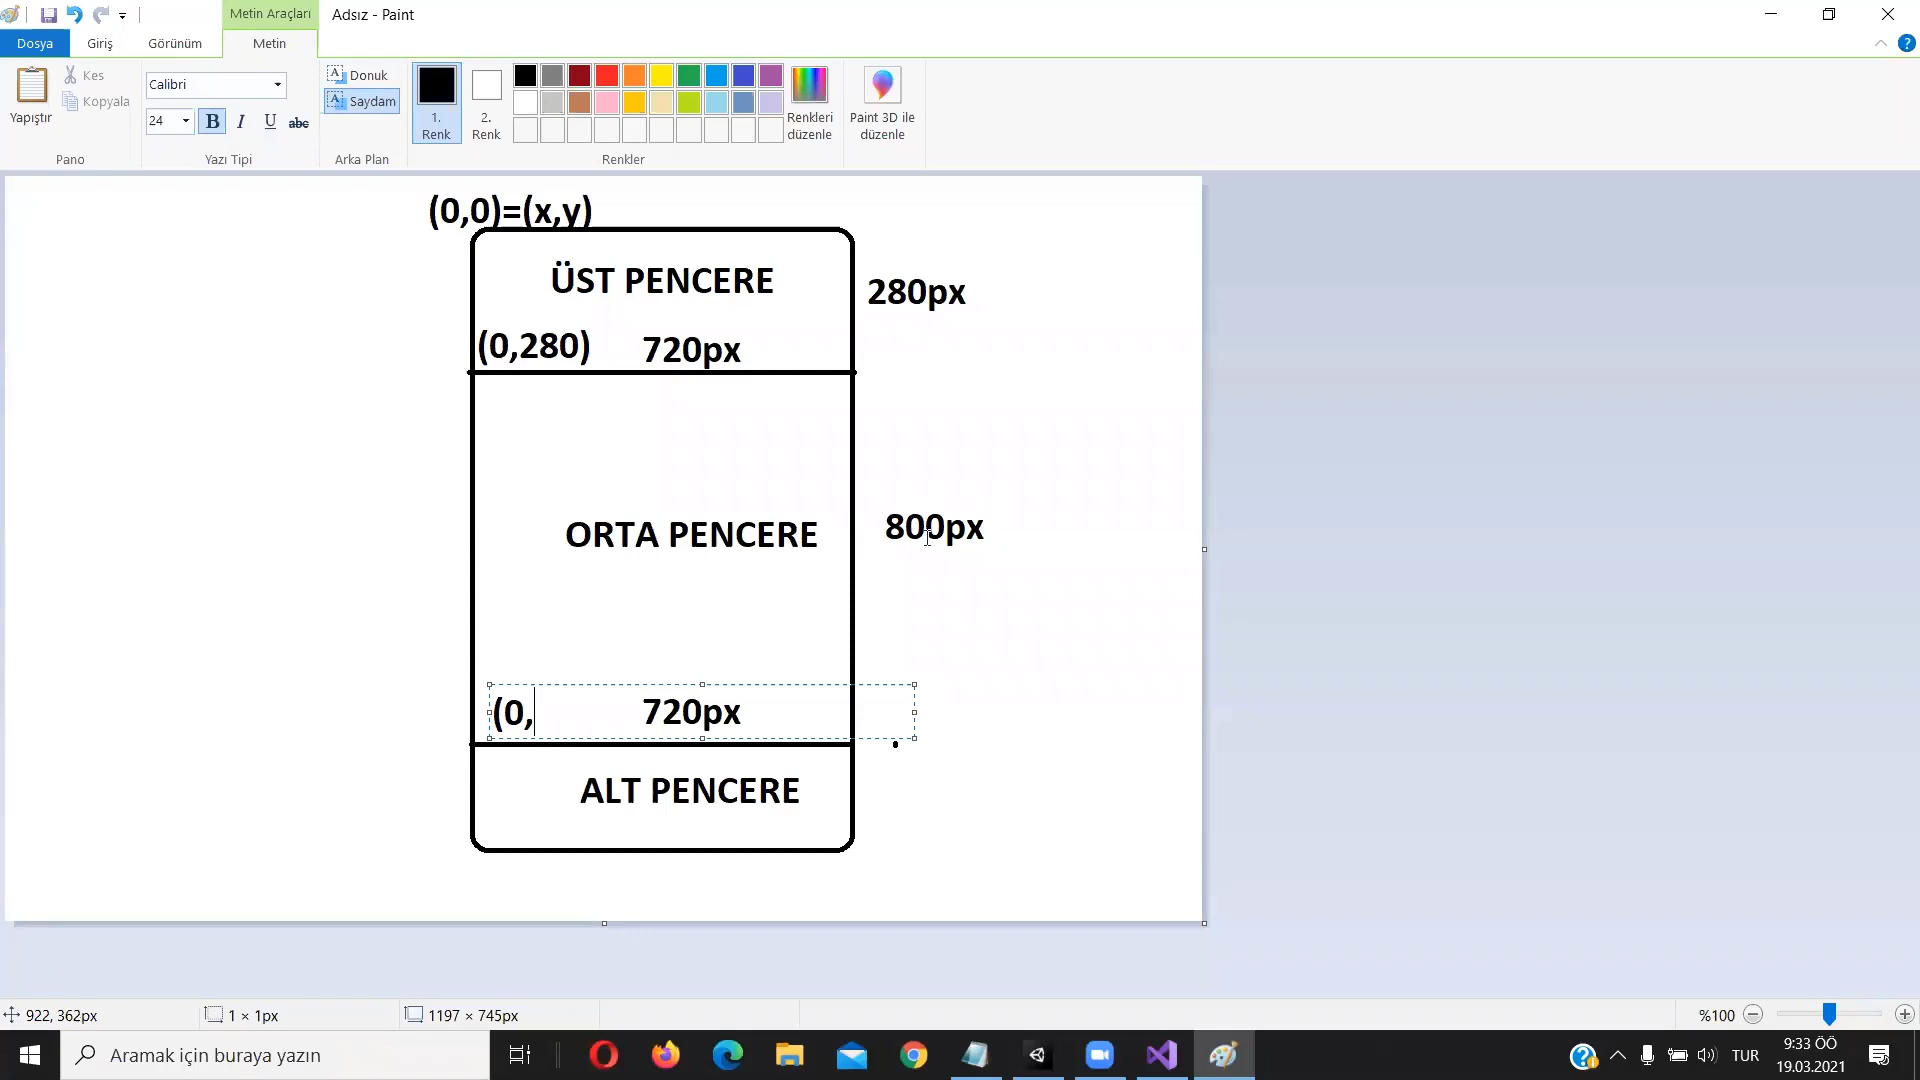 Metin Araçları
Adsız - Paint
Dosya
Giriş
Görünüm
Metin
Yapıştır
Kes
Kopyala
Pano
Calibri
24
B I U abc
Yazı Tipi
A Donuk
A Saydam
Arka Plan
1.
Renk
2.
Renk
Renkleri
düzenle
Renkler
Paint 3D ile
düzenle
(0,0)=(x,y)
ÜST PENCERE
280px
(0,280)
720px
ORTA PENCERE
800px
(0,
720px
ALT PENCERE
922, 362px
1 × 1px
1197 × 745px
%100
Aramak için buraya yazın
TUR
9:33 ÖÖ
19.03.2021